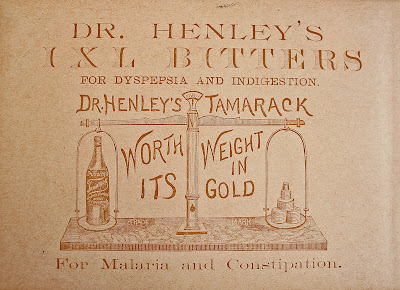 DR. HENLEY'S
IXL BITTERS
FOR DYSPEPSIA AND INDIGESTION.
DR. HENLEY'S TAMARACK
WORTH WEIGHT
ITS IN
GOLD
For Malaria and Constipation.